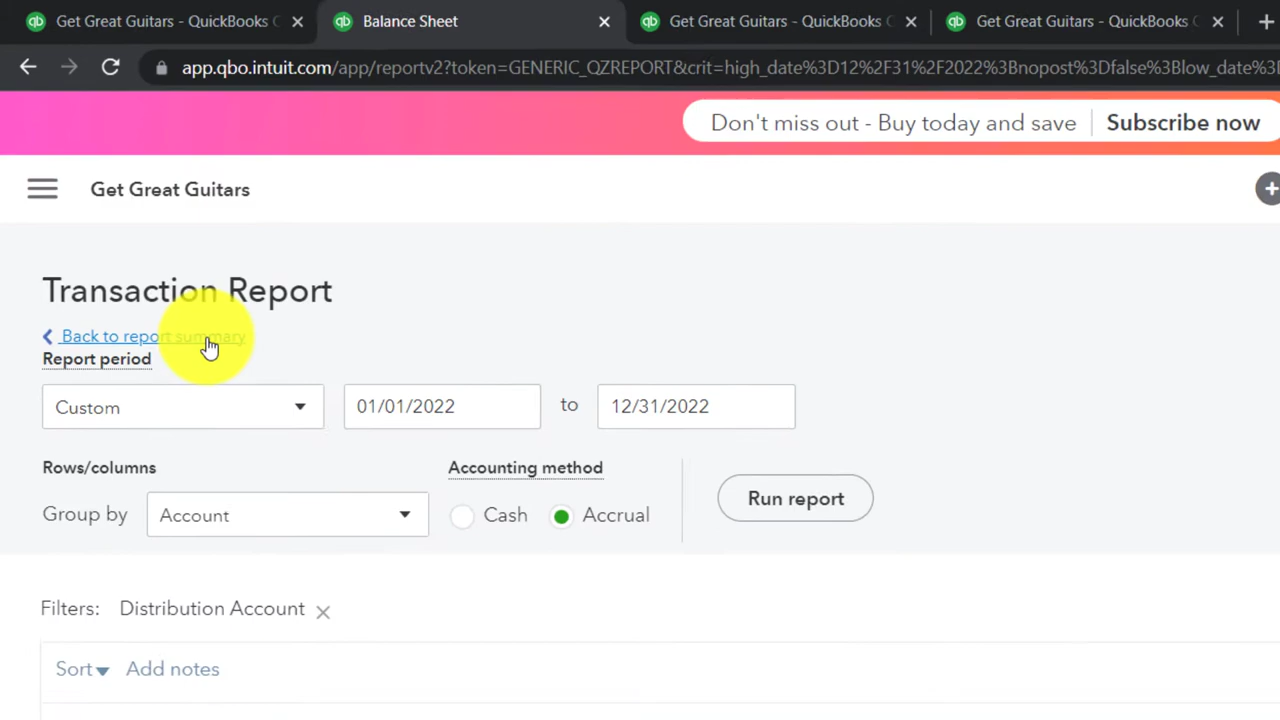 Get Great Guitars - QuickBooks
Balance Sheet
Get Great Guitars - QuickBooks
Get Great Guitars - QuickBooks
app.qbo.intuit.com/app/reportv2?token=GENERIC_QZREPORT&crit=high_date%3D12%2F31%2F2022%3Bnopost%3Dfalse%3Blow_date%3
Don't miss out - Buy today and save
Subscribe now
Get Great Guitars
Transaction Report
Back to report summary
Report period
Custom 01/01/2022 to 12/31/2022
Rows/columns
Accounting method
Group by Account
Cash
Accrual
Run report
Filters: Distribution Account
Sort Add notes